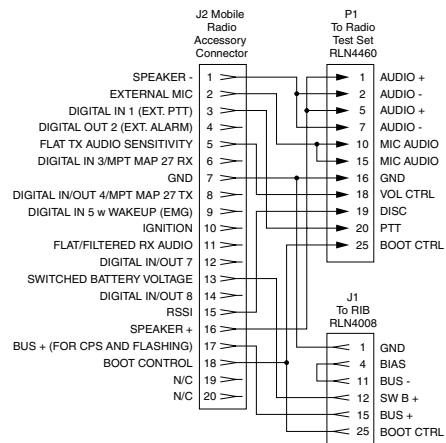 J2 Mobile
Radio
Accessory
Connector
SPEAKER - 1
EXTERNAL MIC 2
DIGITAL IN 1 (EXT. PTT) 3
DIGITAL OUT 2 (EXT. ALARM) 4
FLAT TX AUDIO SENSITIVITY 5
DIGITAL IN 3/MPT MAP 27 RX 6
GND 7
DIGITAL IN/OUT 4/MPT MAP 27 TX 8
DIGITAL IN 5 w WAKEUP (EMG) 9
IGNITION 10
FLAT/FILTERED RX AUDIO 11
DIGITAL IN/OUT 7 12
SWITCHED BATTERY VOLTAGE 13
DIGITAL IN/OUT 8 14
RSSI 15
SPEAKER + 16
BUS + (FOR CPS AND FLASHING) 17
BOOT CONTROL 18
N/C 19
N/C 20
P1
To Radio
Test Set
RLN4460
1 AUDIO +
2 AUDIO -
5 AUDIO +
7 AUDIO -
10 MIC AUDIO
15 MIC AUDIO
16 GND
18 VOL CTRL
19 DISC
20 PTT
25 BOOT CTRL
J1
To RIB
RLN4008
1 GND
4 BIAS
11 BUS -
12 SW B +
15 BUS +
25 BOOT CTRL